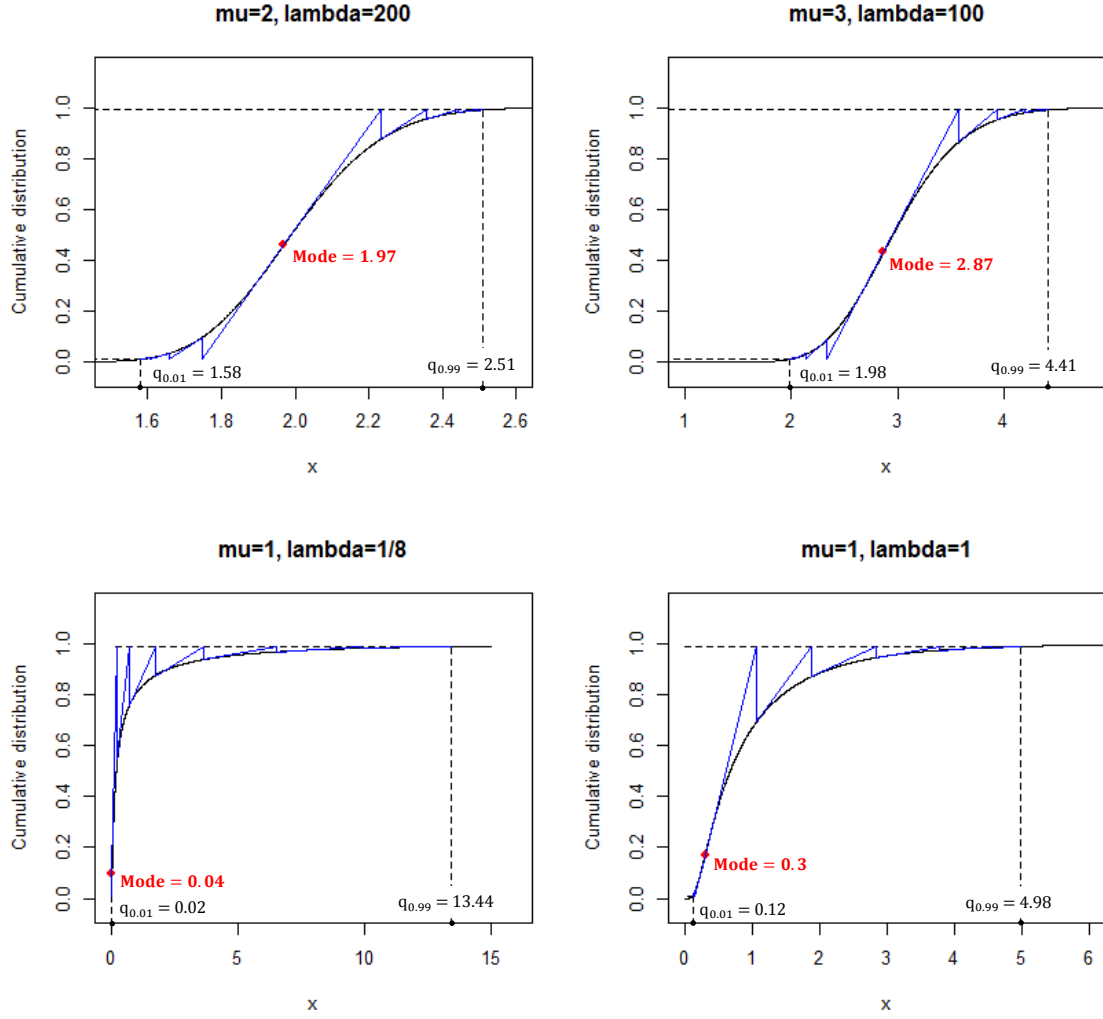 mu=2, lambda=200
Cumulative distribution
0.0 0.2 0.4 0.6 0.8 1.0
Mode = 1.97
q0.01 = 1.58
q0.99 = 2.51
1.6 1.8 2.0 2.2 2.4 2.6
x
mu=3, lambda=100
Cumulative distribution
0.0 0.2 0.4 0.6 0.8 1.0
Mode = 2.87
q0.01 = 1.98
q0.99 = 4.41
1 2 3 4
x
mu=1, lambda=1/8
Cumulative distribution
0.0 0.2 0.4 0.6 0.8 1.0
Mode = 0.04
q0.01 = 0.02
q0.99 = 13.44
0 5 10 15
x
mu=1, lambda=1
Cumulative distribution
0.0 0.2 0.4 0.6 0.8 1.0
Mode = 0.3
q0.01 = 0.12
q0.99 = 4.98
0 1 2 3 4 5 6
x